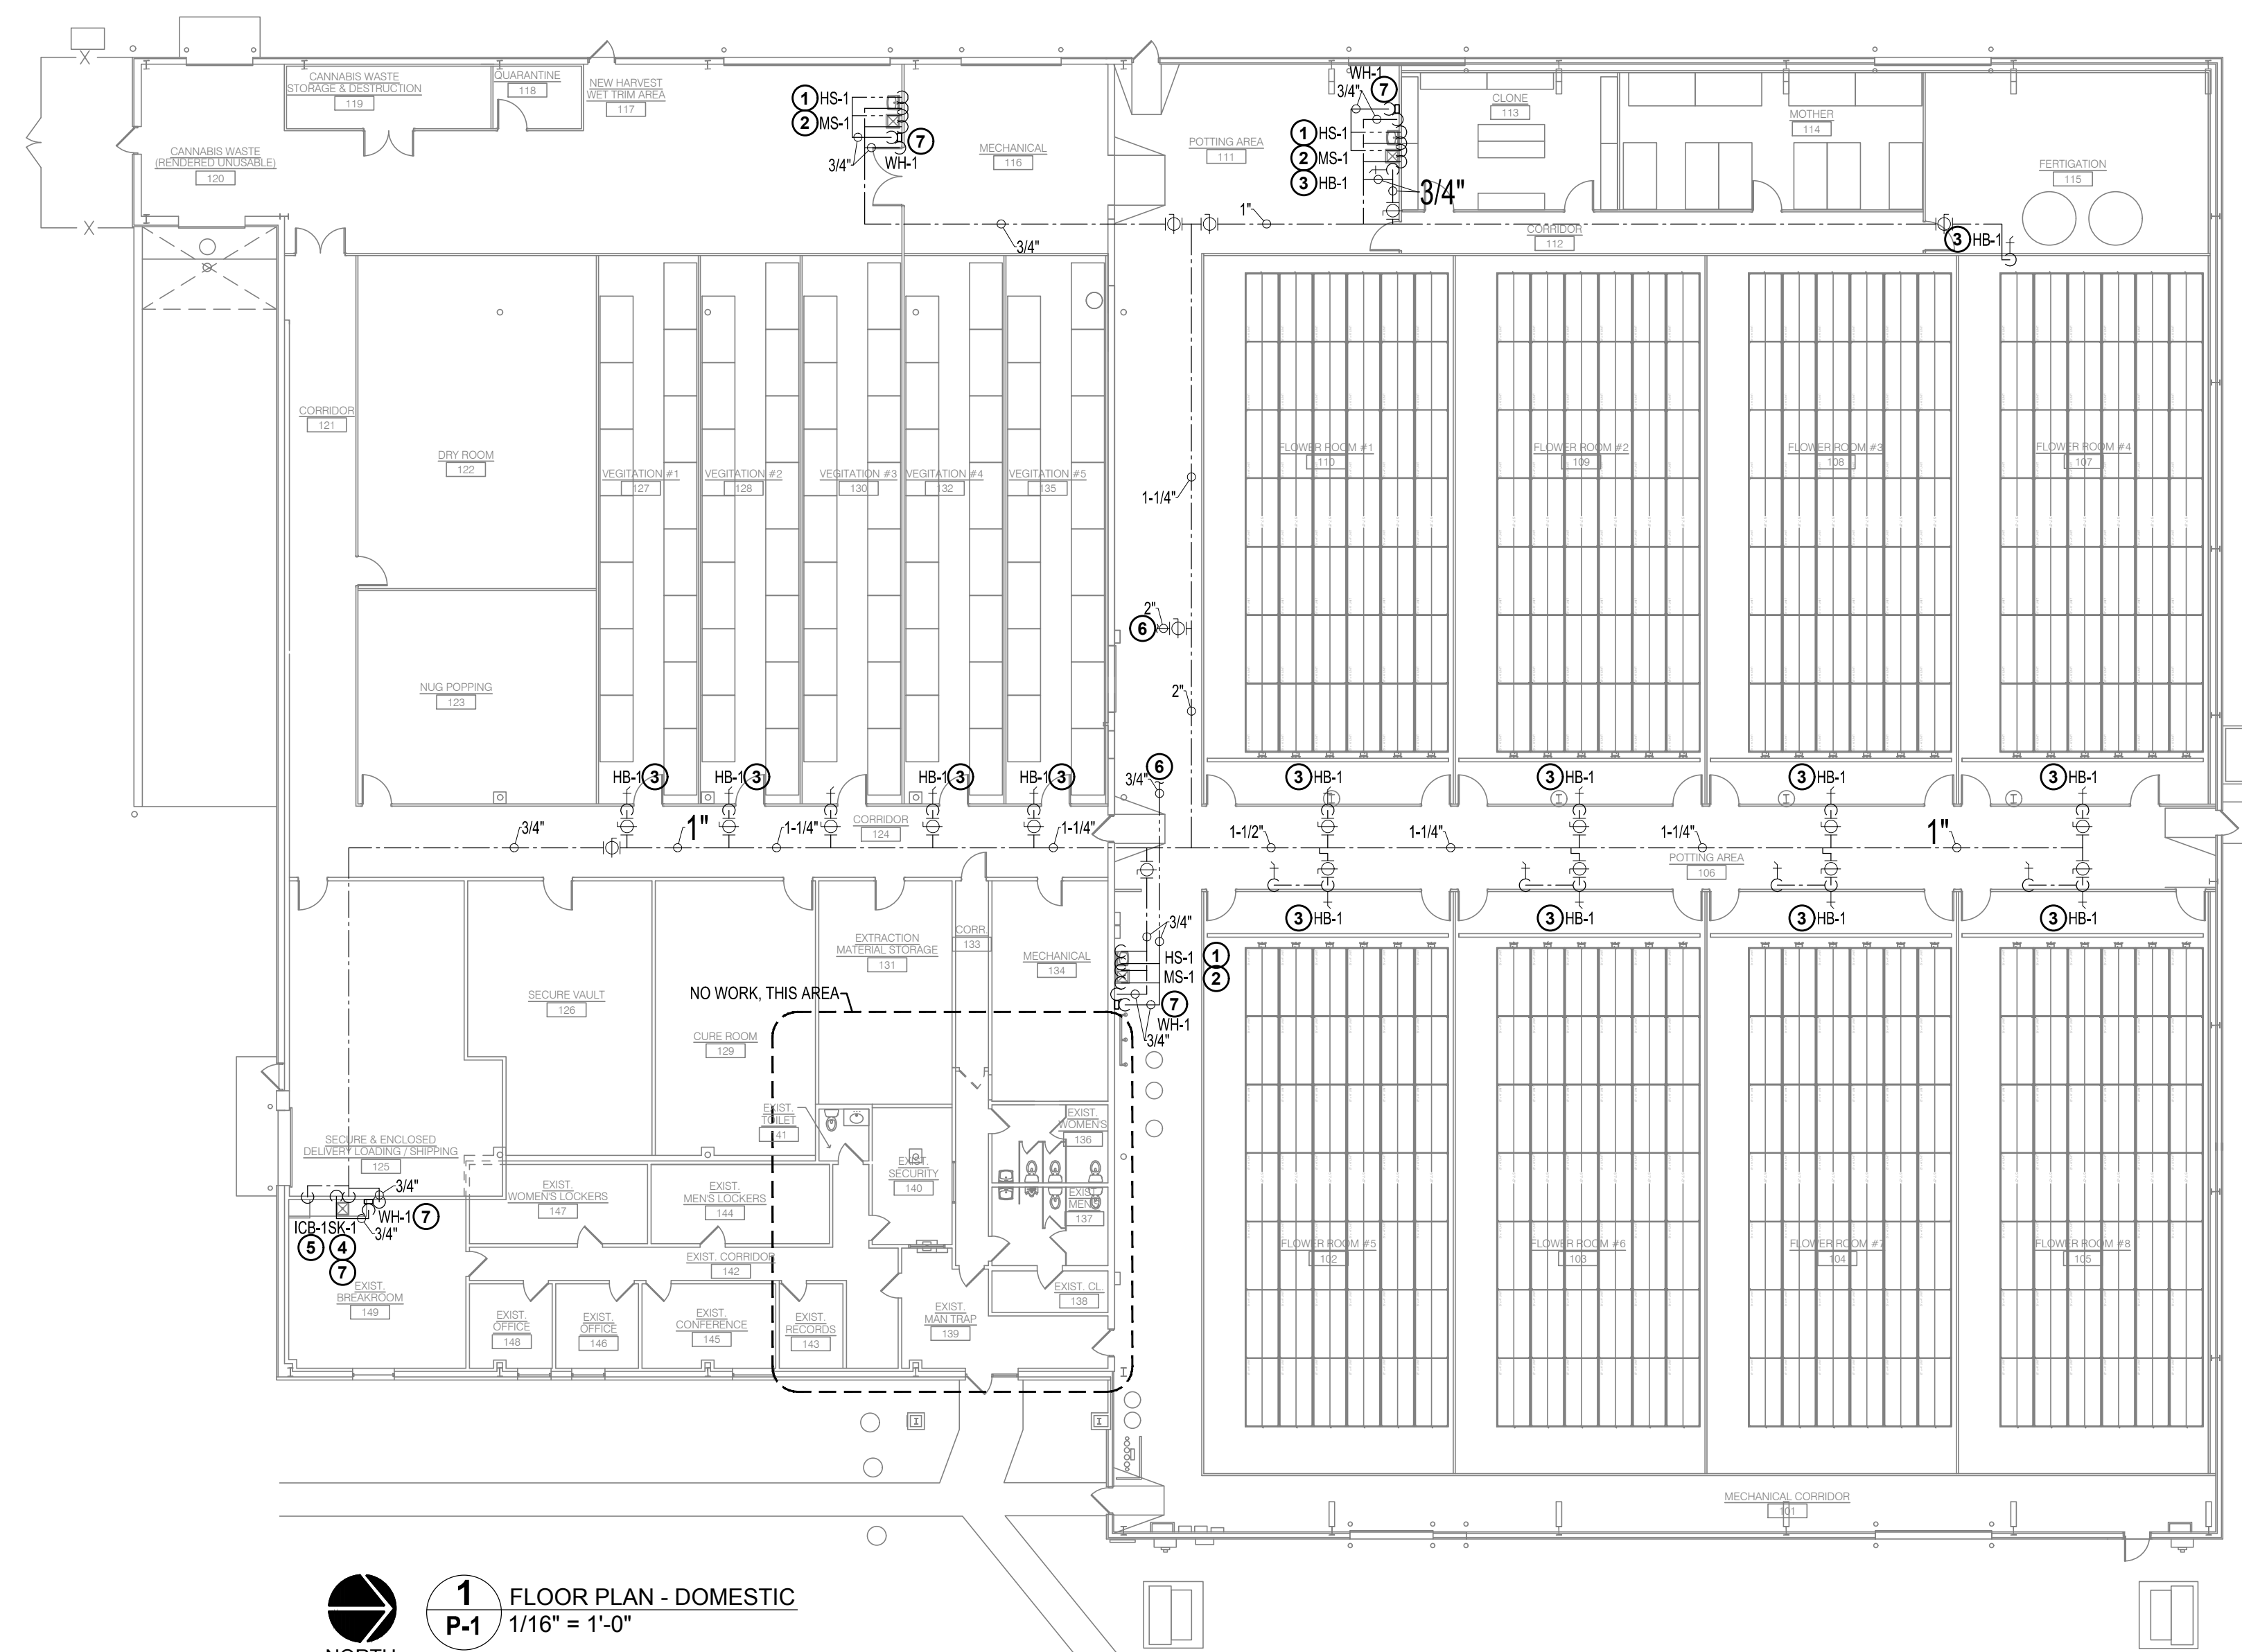 CANNABIS WASTE
STORAGE & DESTRUCTION
119
QUARANTINE
118
NEW HARVEST
WET TRIM AREA
117
1 HS-1
2 MS-1
7
WH-1
3/4"
MECHANICAL
116
CANNABIS WASTE
(RENDERED UNUSABLE)
120
POTTING AREA
111
WH-1
7
3/4"
1 HS-1
2 MS-1
3 HB-1
3/4"
CLONE
113
MOTHER
114
FERTIGATION
115
3/4"
1"
CORRIDOR
112
3 HB-1
CORRIDOR
121
DRY ROOM
122
VEGITATION #1
127
VEGITATION #2
128
VEGITATION #3
130
VEGITATION #4
132
VEGITATION #5
135
1-1/4"
FLOWER ROOM #1
110
FLOWER ROOM #2
109
FLOWER ROOM #3
108
FLOWER ROOM #4
107
2"
6
2"
NUG POPPING
123
HB-1 3
HB-1 3
HB-1 3
HB-1 3
6
3/4"
3 HB-1
3 HB-1
3 HB-1
3 HB-1
3/4"
1"
1-1/4"
CORRIDOR
124
1-1/4"
1-1/2"
1-1/4"
1-1/4"
1"
POTTING AREA
106
3 HB-1
3 HB-1
3 HB-1
3 HB-1
EXTRACTION
MATERIAL STORAGE
131
CORR.
133
MECHANICAL
134
3/4"
HS-1 1
MS-1 2
7
WH-1
3/4"
SECURE VAULT
126
NO WORK, THIS AREA
CURE ROOM
129
SECURE & ENCLOSED
DELIVERY LOADING / SHIPPING
125
3/4"
WH-1 7
3/4"
ICB-1 SK-1
5 4
7
EXIST.
BREAKROOM
149
EXIST.
WOMEN'S LOCKERS
147
EXIST.
MEN'S LOCKERS
144
EXIST.
TOILET
141
EXIST.
SECURITY
140
EXIST.
WOMEN'S
136
EXIST.
MEN'S
137
EXIST. CORRIDOR
142
EXIST.
OFFICE
148
EXIST.
OFFICE
146
EXIST.
CONFERENCE
145
EXIST.
RECORDS
143
EXIST.
MAN TRAP
139
EXIST. CL.
138
FLOWER ROOM #5
102
FLOWER ROOM #6
103
FLOWER ROOM #7
104
FLOWER ROOM #8
105
MECHANICAL CORRIDOR
101
NORTH
1
P-1
FLOOR PLAN - DOMESTIC
1/16" = 1'-0"